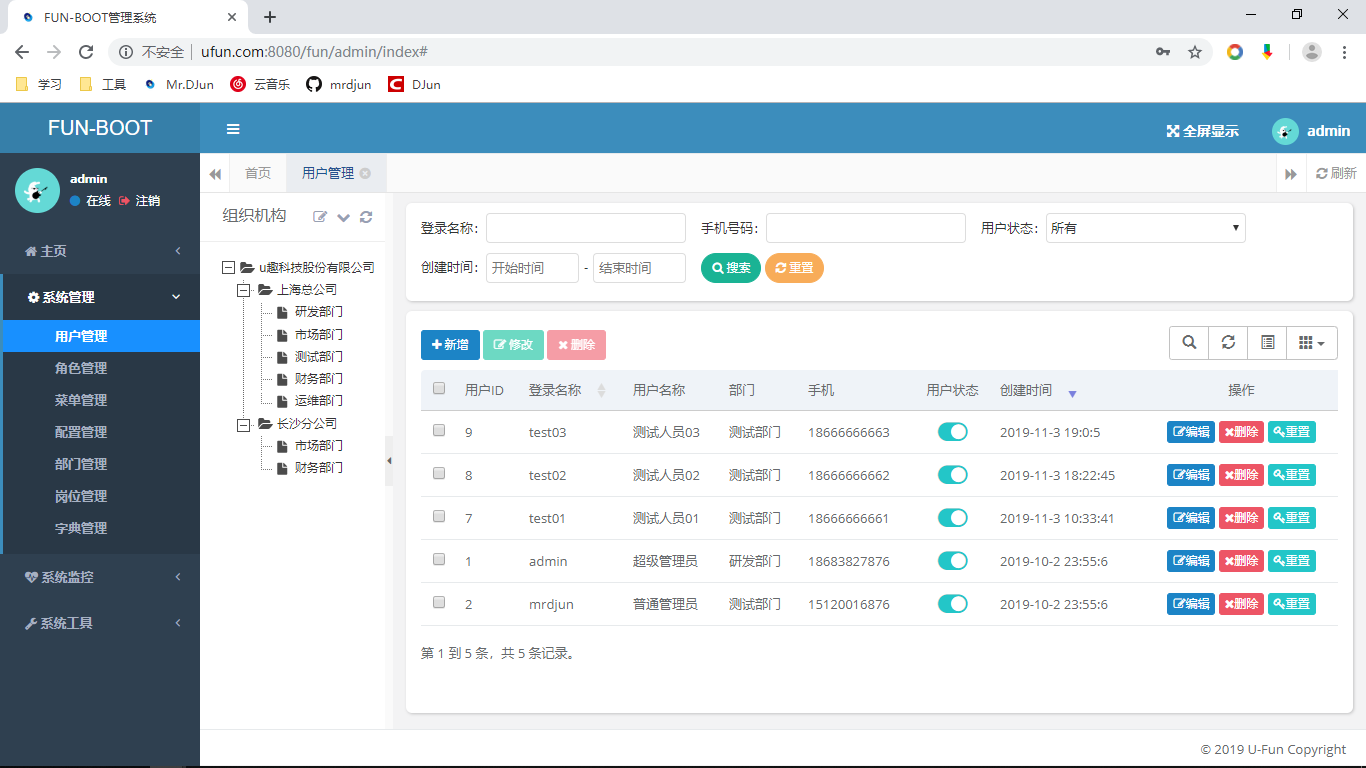 FUN-BOOT管理系统
不安全 ufun.com:8080/fun/admin/index#
学习 工具 Mr.DJun 云音乐 mrdjun DJun
FUN-BOOT 全屏显示 admin
admin
在线 注销
首页 用户管理 刷新
主页
系统管理
用户管理
角色管理
菜单管理
配置管理
部门管理
岗位管理
字典管理
系统监控
系统工具
组织机构
u趣科技股份有限公司
上海总公司
研发部门
市场部门
测试部门
财务部门
运维部门
长沙分公司
市场部门
财务部门
登录名称： 手机号码： 用户状态： 所有
创建时间： 开始时间 - 结束时间 搜索 重置
新增 修改 删除
用户ID 登录名称 用户名称 部门 手机 用户状态 创建时间 操作
9 test03 测试人员03 测试部门 18666666663 2019-11-3 19:0:5 编辑 删除 重置
8 test02 测试人员02 测试部门 18666666662 2019-11-3 18:22:45 编辑 删除 重置
7 test01 测试人员01 测试部门 18666666661 2019-11-3 10:33:41 编辑 删除 重置
1 admin 超级管理员 研发部门 18683827876 2019-10-2 23:55:6 编辑 删除 重置
2 mrdjun 普通管理员 测试部门 15120016876 2019-10-2 23:55:6 编辑 删除 重置
第 1 到 5 条，共 5 条记录。
© 2019 U-Fun Copyright